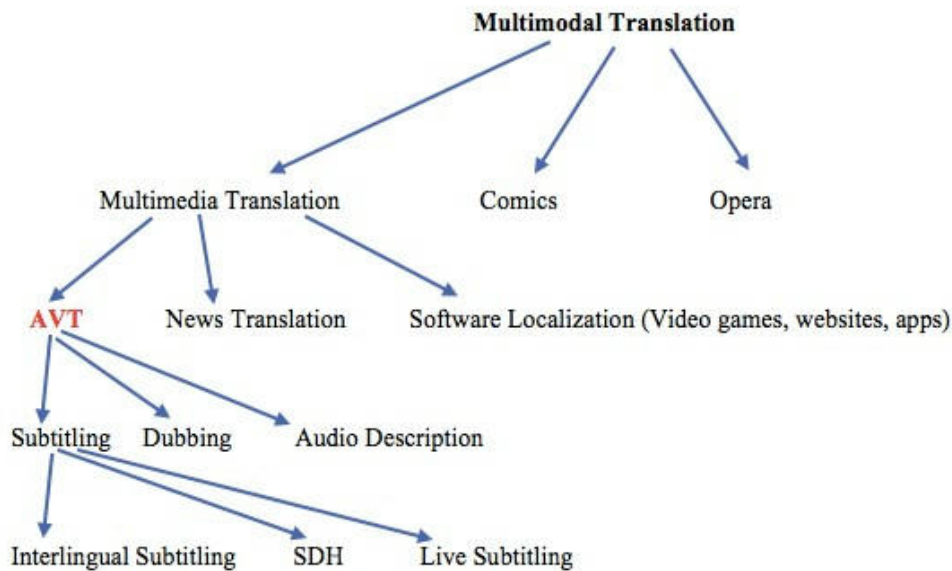 Multimodal Translation
Multimedia Translation Comics Opera
AVT News Translation Software Localization (Video games, websites, apps)
Subtitling Dubbing Audio Description
Interlingual Subtitling SDH Live Subtitling